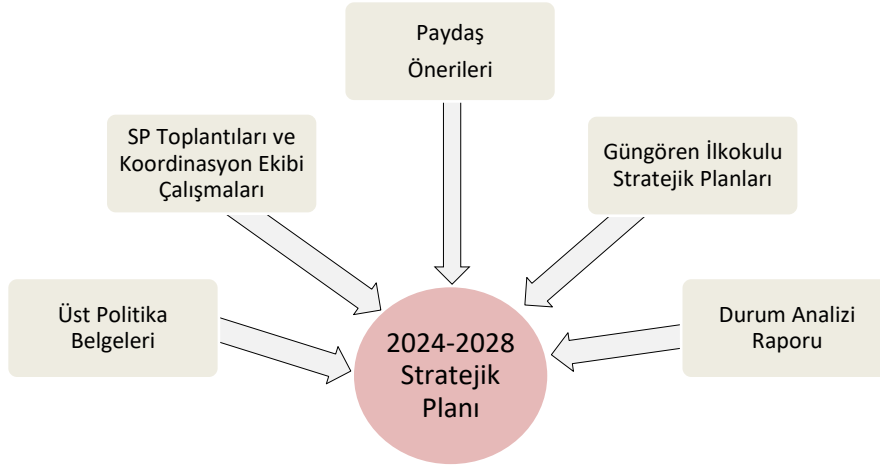 Paydaş
Önerileri
SP Toplantıları ve
Koordinasyon Ekibi
Çalışmaları
Güngören İlkokulu
Stratejik Planları
Üst Politika
Belgeleri
Durum Analizi
Raporu
2024-2028
Stratejik
Planı